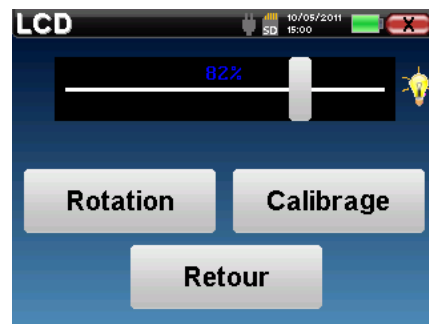 LCD
SD 10/05/2011
15:00
X
82%
Rotation
Calibrage
Retour